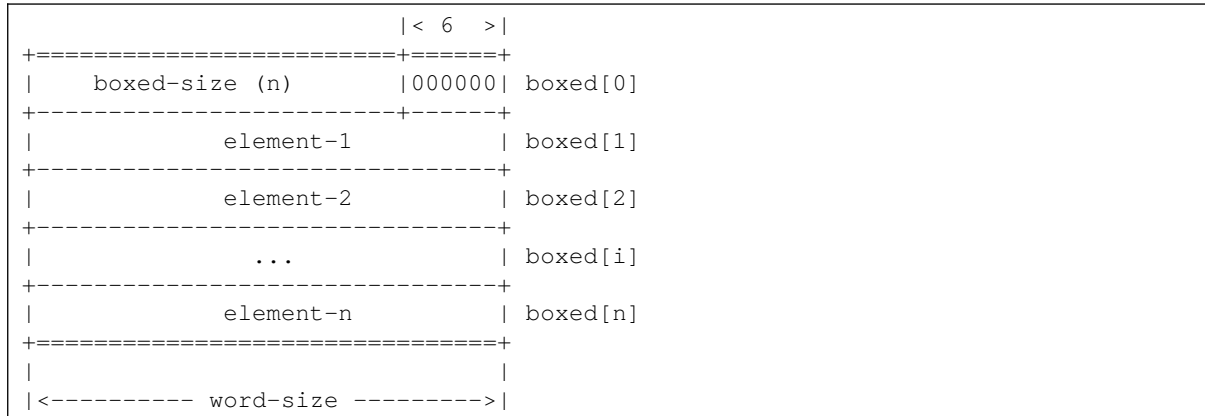 |< 6  >|
+=========================+======+
|    boxed-size (n)       |000000| boxed[0]
+-------------------------+------+
|             element-1          | boxed[1]
+--------------------------------+
|             element-2          | boxed[2]
+--------------------------------+
|               ...              | boxed[i]
+--------------------------------+
|             element-n          | boxed[n]
+================================+
|                                |
|<---------- word-size --------->|